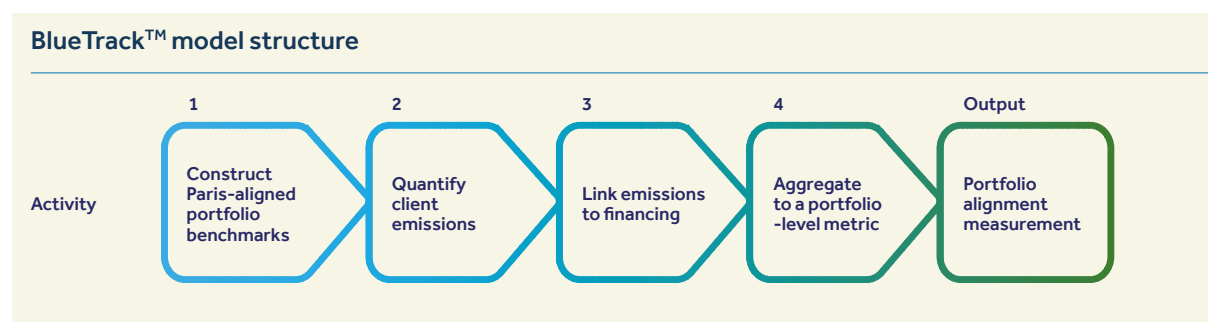 BlueTrack™ model structure
1
2
3
4
Output
Activity
Construct
Paris-aligned
portfolio
benchmarks
Quantify
client
emissions
Link emissions
to financing
Aggregate
to a portfolio
-level metric
Portfolio
alignment
measurement